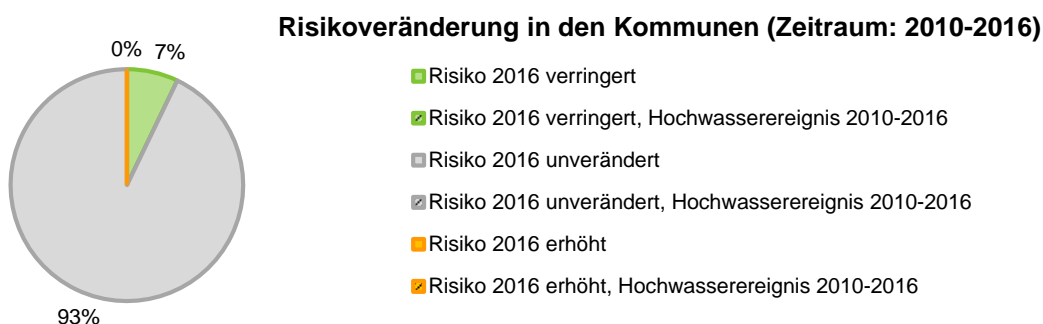 Risikoveränderung in den Kommunen (Zeitraum: 2010-2016)
0% 7%
Risiko 2016 verringert
Risiko 2016 verringert, Hochwasserereignis 2010-2016
Risiko 2016 unverändert
Risiko 2016 unverändert, Hochwasserereignis 2010-2016
Risiko 2016 erhöht
Risiko 2016 erhöht, Hochwasserereignis 2010-2016
93%